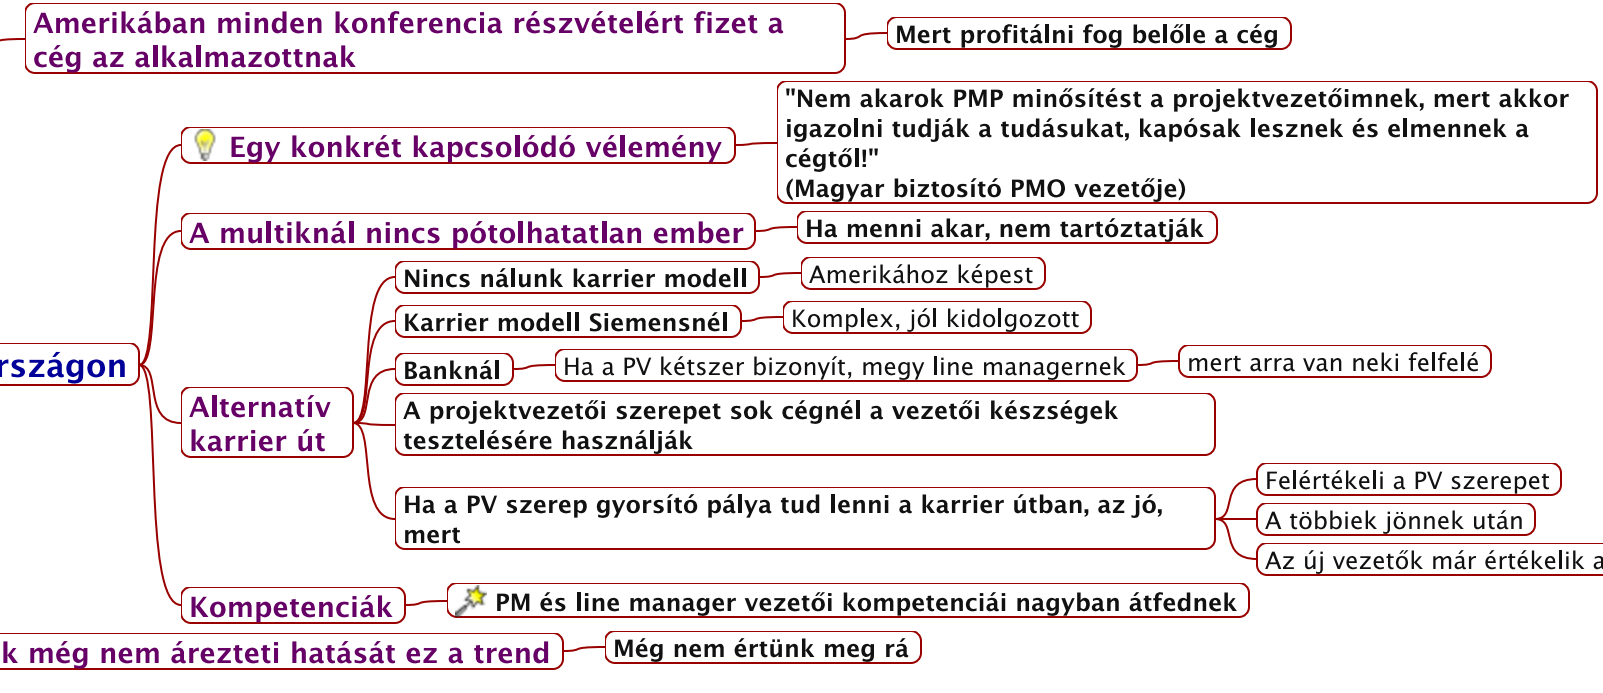 Amerikában minden konferencia részvételért fizet a
cég az alkalmazottnak
Mert profitálni fog belőle a cég
Egy konkrét kapcsolódó vélemény
"Nem akarok PMP minősítést a projektvezetőimnek, mert akkor
igazolni tudják a tudásukat, kapósak lesznek és elmennek a
cégtől!"
(Magyar biztosító PMO vezetője)
A multiknál nincs pótolhatatlan ember
Ha menni akar, nem tartóztatják
rszágon
Alternatív
karrier út
Nincs nálunk karrier modell
Amerikához képest
Karrier modell Siemensnél
Komplex, jól kidolgozott
Banknál
Ha a PV kétszer bizonyít, megy line managernek
mert arra van neki felfelé
A projektvezetői szerepet sok cégnél a vezetői készségek
tesztelésére használják
Ha a PV szerep gyorsító pálya tud lenni a karrier útban, az jó,
mert
Felértékeli a PV szerepet
A többiek jönnek után
Az új vezetők már értékelik a
Kompetenciák
PM és line manager vezetői kompetenciái nagyban átfednek
k még nem árezteti hatását ez a trend
Még nem értünk meg rá